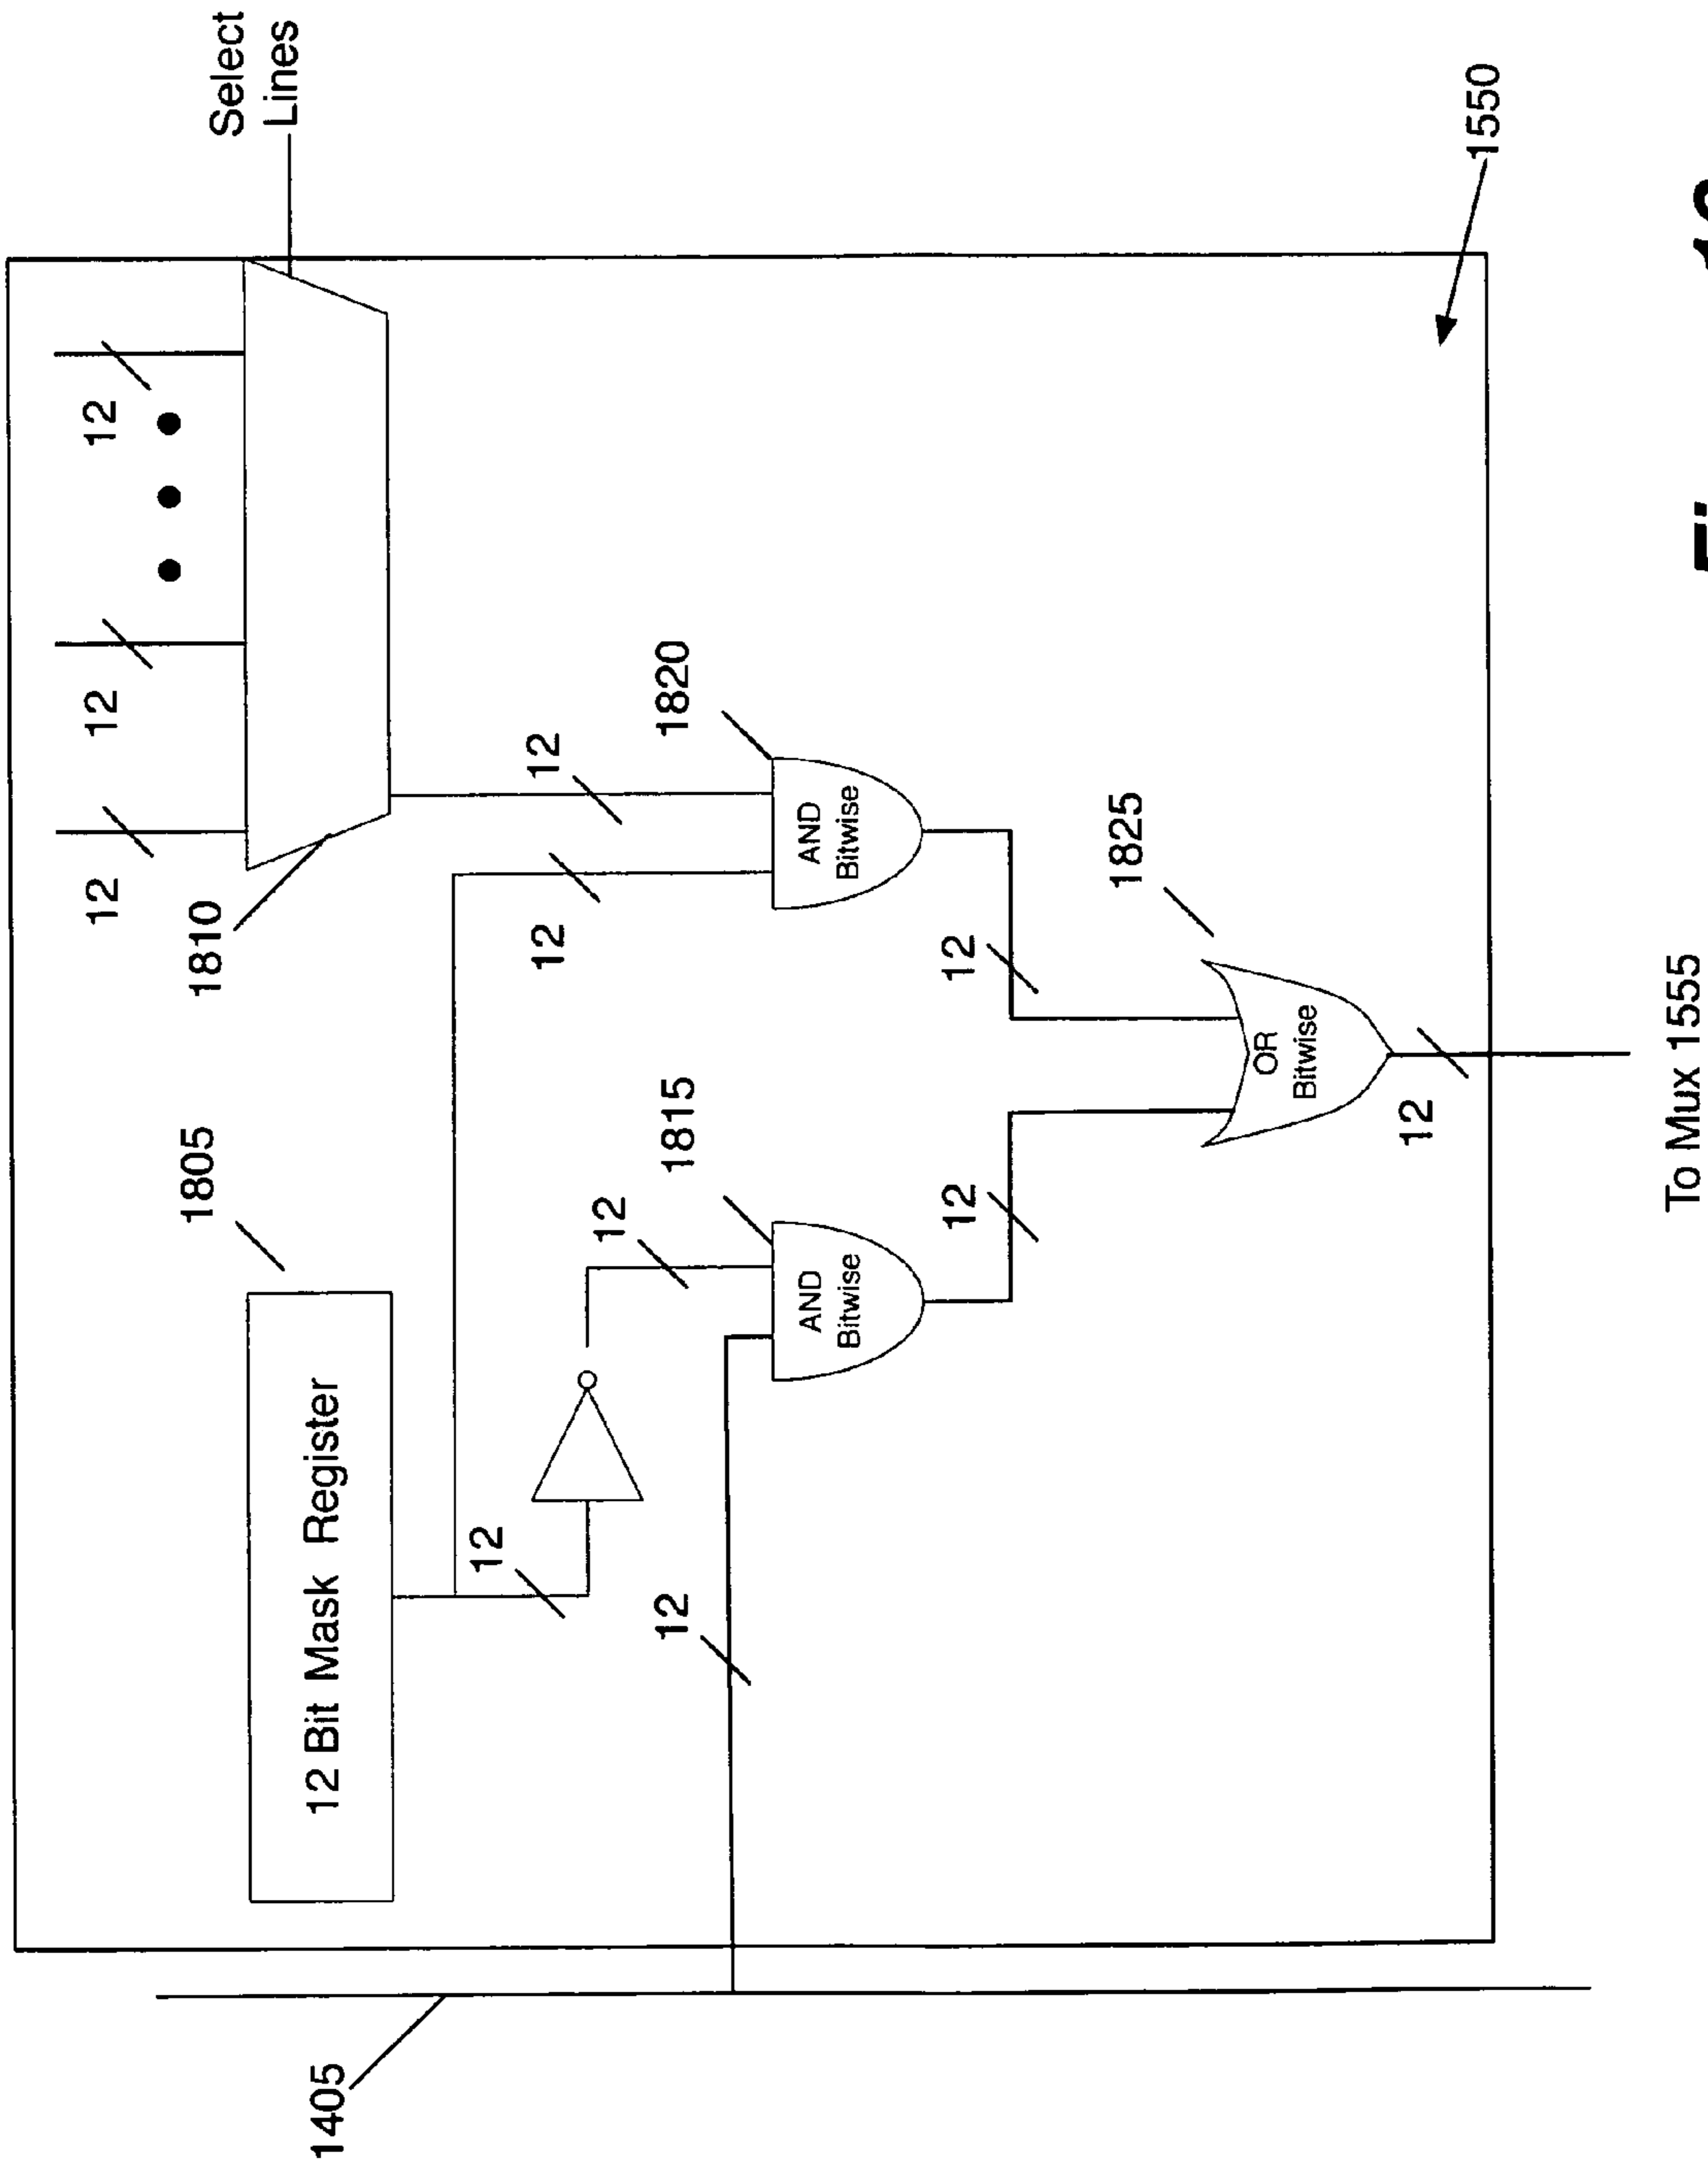 12
12
12
1805
1810
Select
Lines
1405
12 Bit Mask Register
12
12
12
12
12
1815
1820
AND
Bitwise
AND
Bitwise
12
12
1825
OR
Bitwise
12
1550
To Mux 1555